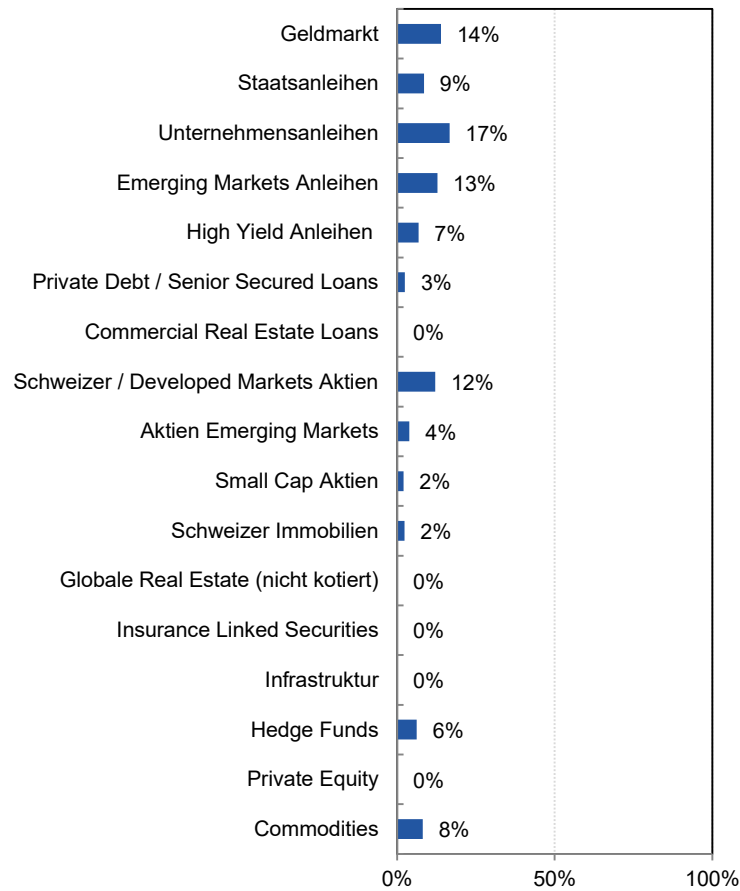 Geldmarkt 14%
Staatsanleihen 9%
Unternehmensanleihen 17%
Emerging Markets Anleihen 13%
High Yield Anleihen 7%
Private Debt / Senior Secured Loans 3%
Commercial Real Estate Loans 0%
Schweizer / Developed Markets Aktien 12%
Aktien Emerging Markets 4%
Small Cap Aktien 2%
Schweizer Immobilien 2%
Globale Real Estate (nicht kotiert) 0%
Insurance Linked Securities 0%
Infrastruktur 0%
Hedge Funds 6%
Private Equity 0%
Commodities 8%
0% 50% 100%